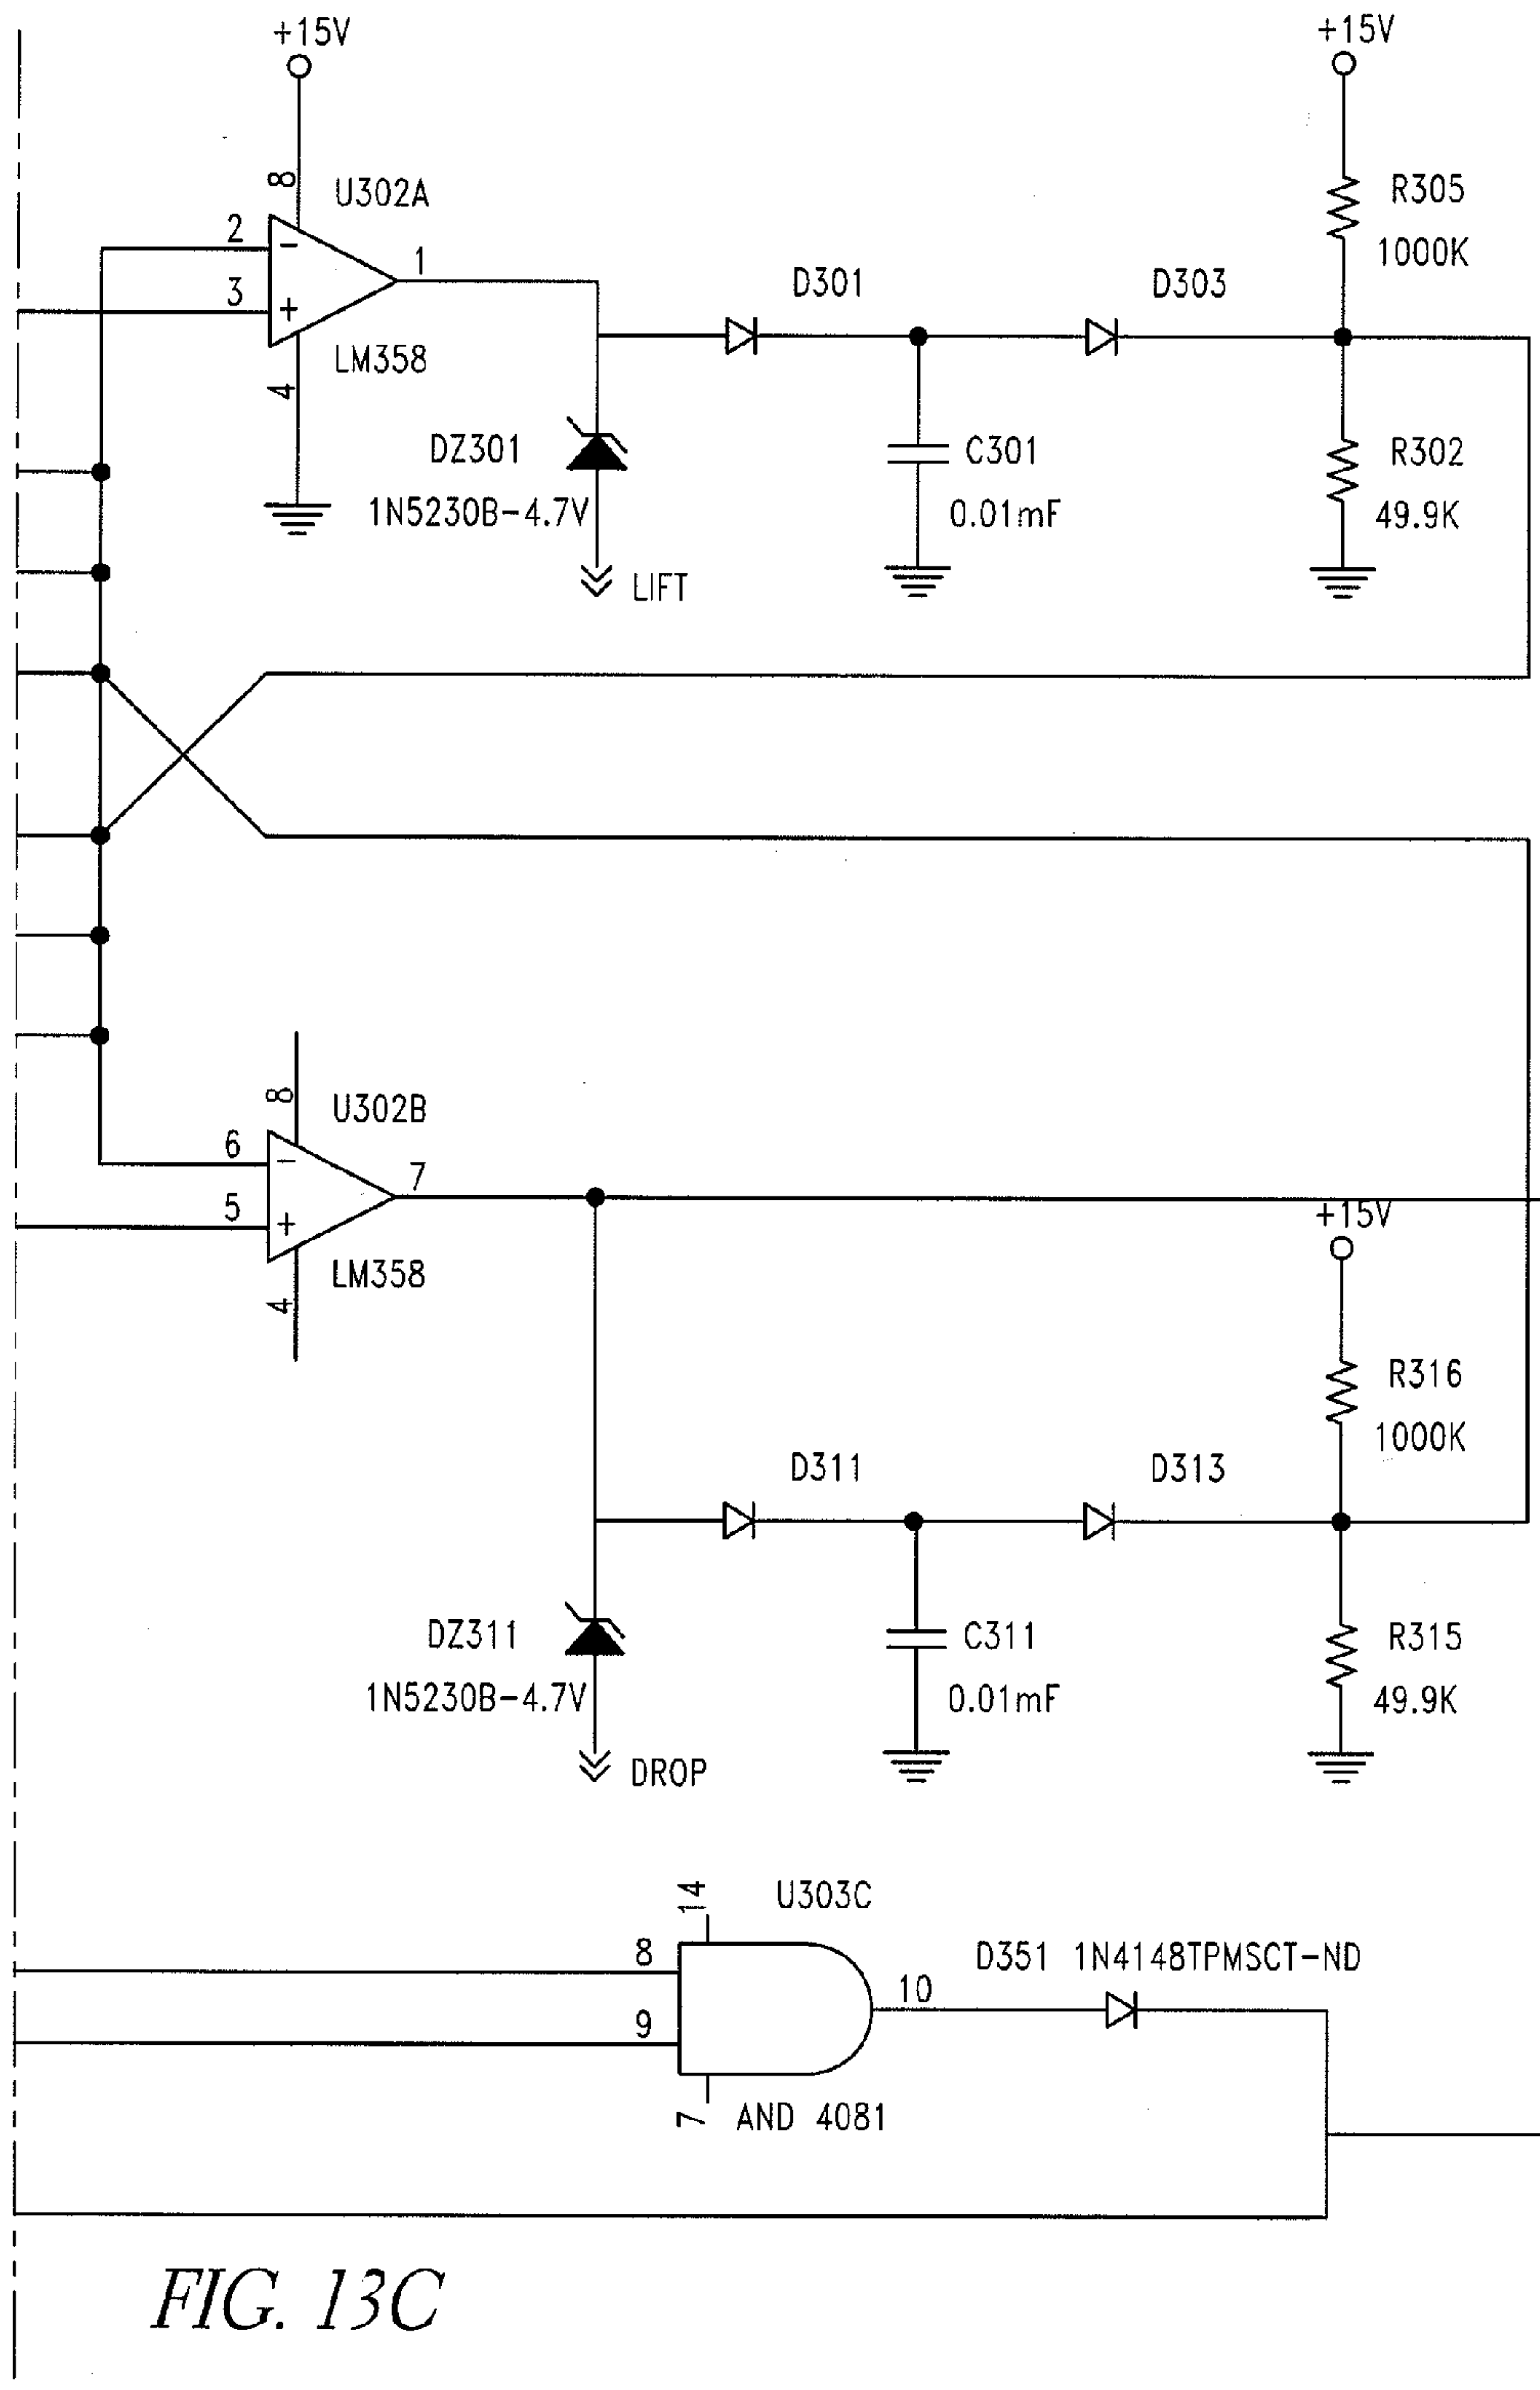 +15V
+15V
8
U302A
R305
2
1000K
1
3
D301
D303
LM358
4
DZ301
C301
R302
1N5230B-4.7V
0.01mF
49.9K
LIFT
8
U302B
6
7
5
+15V
LM358
4
R316
1000K
D311
D313
DZ311
C311
R315
1N5230B-4.7V
0.01mF
49.9K
DROP
14
U303C
8
D351 1N4148TPMSCT-ND
10
9
7
AND 4081
FIG. 13C